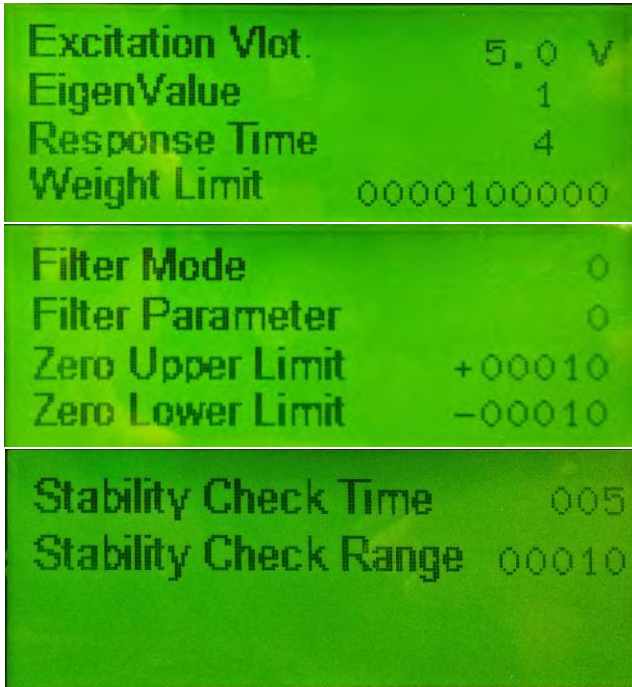 Excitation Vlot. 5.0 V
EigenValue 1
Response Time 4
Weight Limit 0000100000
Filter Mode 0
Filter Parameter 0
Zero Upper Limit +00010
Zero Lower Limit -00010
Stability Check Time 005
Stability Check Range 00010